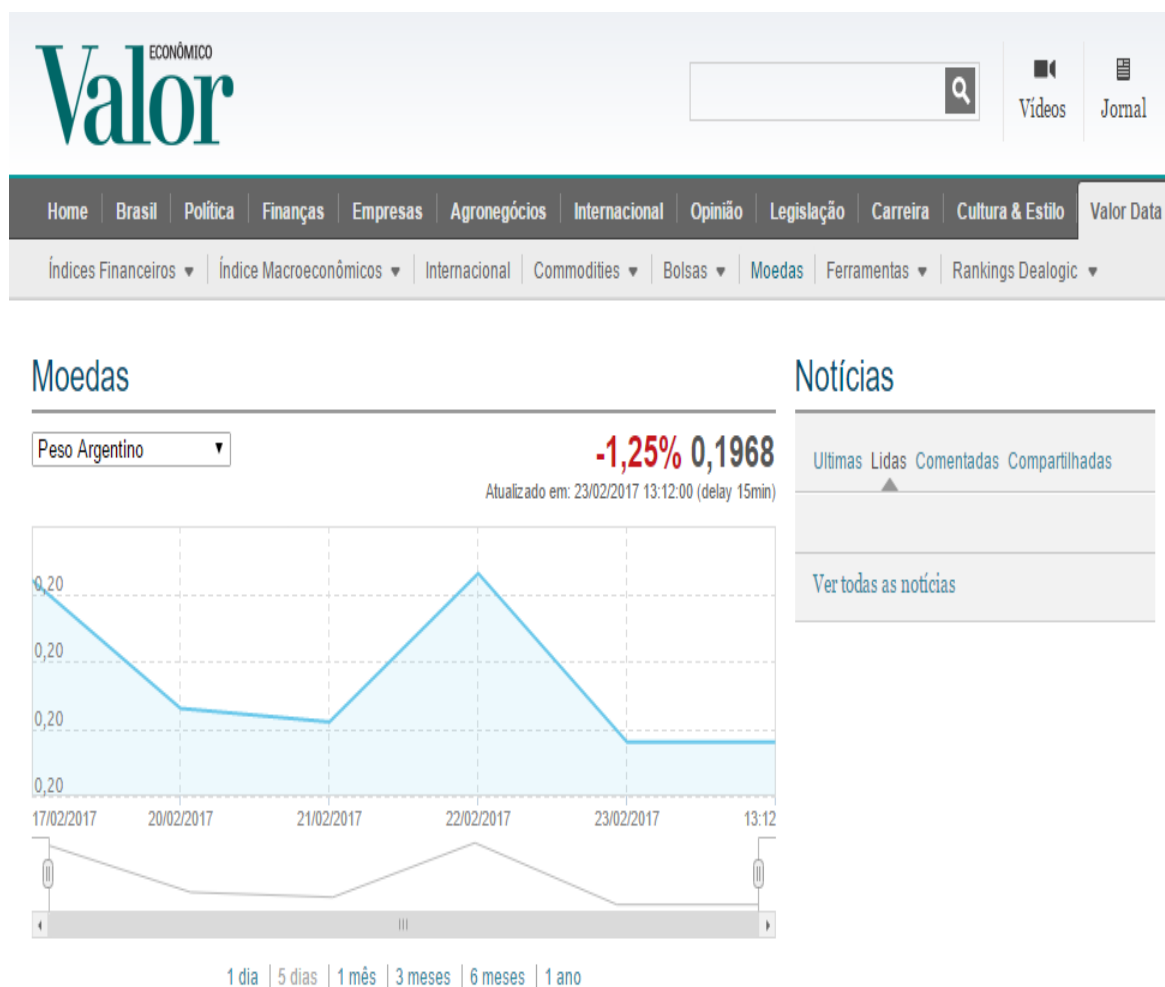 Valor ECONÔMICO
Vídeos
Jornal
Home Brasil Política Finanças Empresas Agronegócios Internacional Opinião Legislação Carreira Cultura & Estilo Valor Data
Índices Financeiros ▼ Índice Macroeconômicos ▼ Internacional Commodities ▼ Bolsas ▼ Moedas Ferramentas ▼ Rankings Dealogic ▼
Moedas
Peso Argentino ▼
-1,25% 0,1968
Atualizado em: 23/02/2017 13:12:00 (delay 15min)
0,20
0,20
0,20
0,20
17/02/2017 20/02/2017 21/02/2017 22/02/2017 23/02/2017 13:12
1 dia | 5 dias | 1 mês | 3 meses | 6 meses | 1 ano
Notícias
Ultimas Lidas Comentadas Compartilhadas
Ver todas as notícias